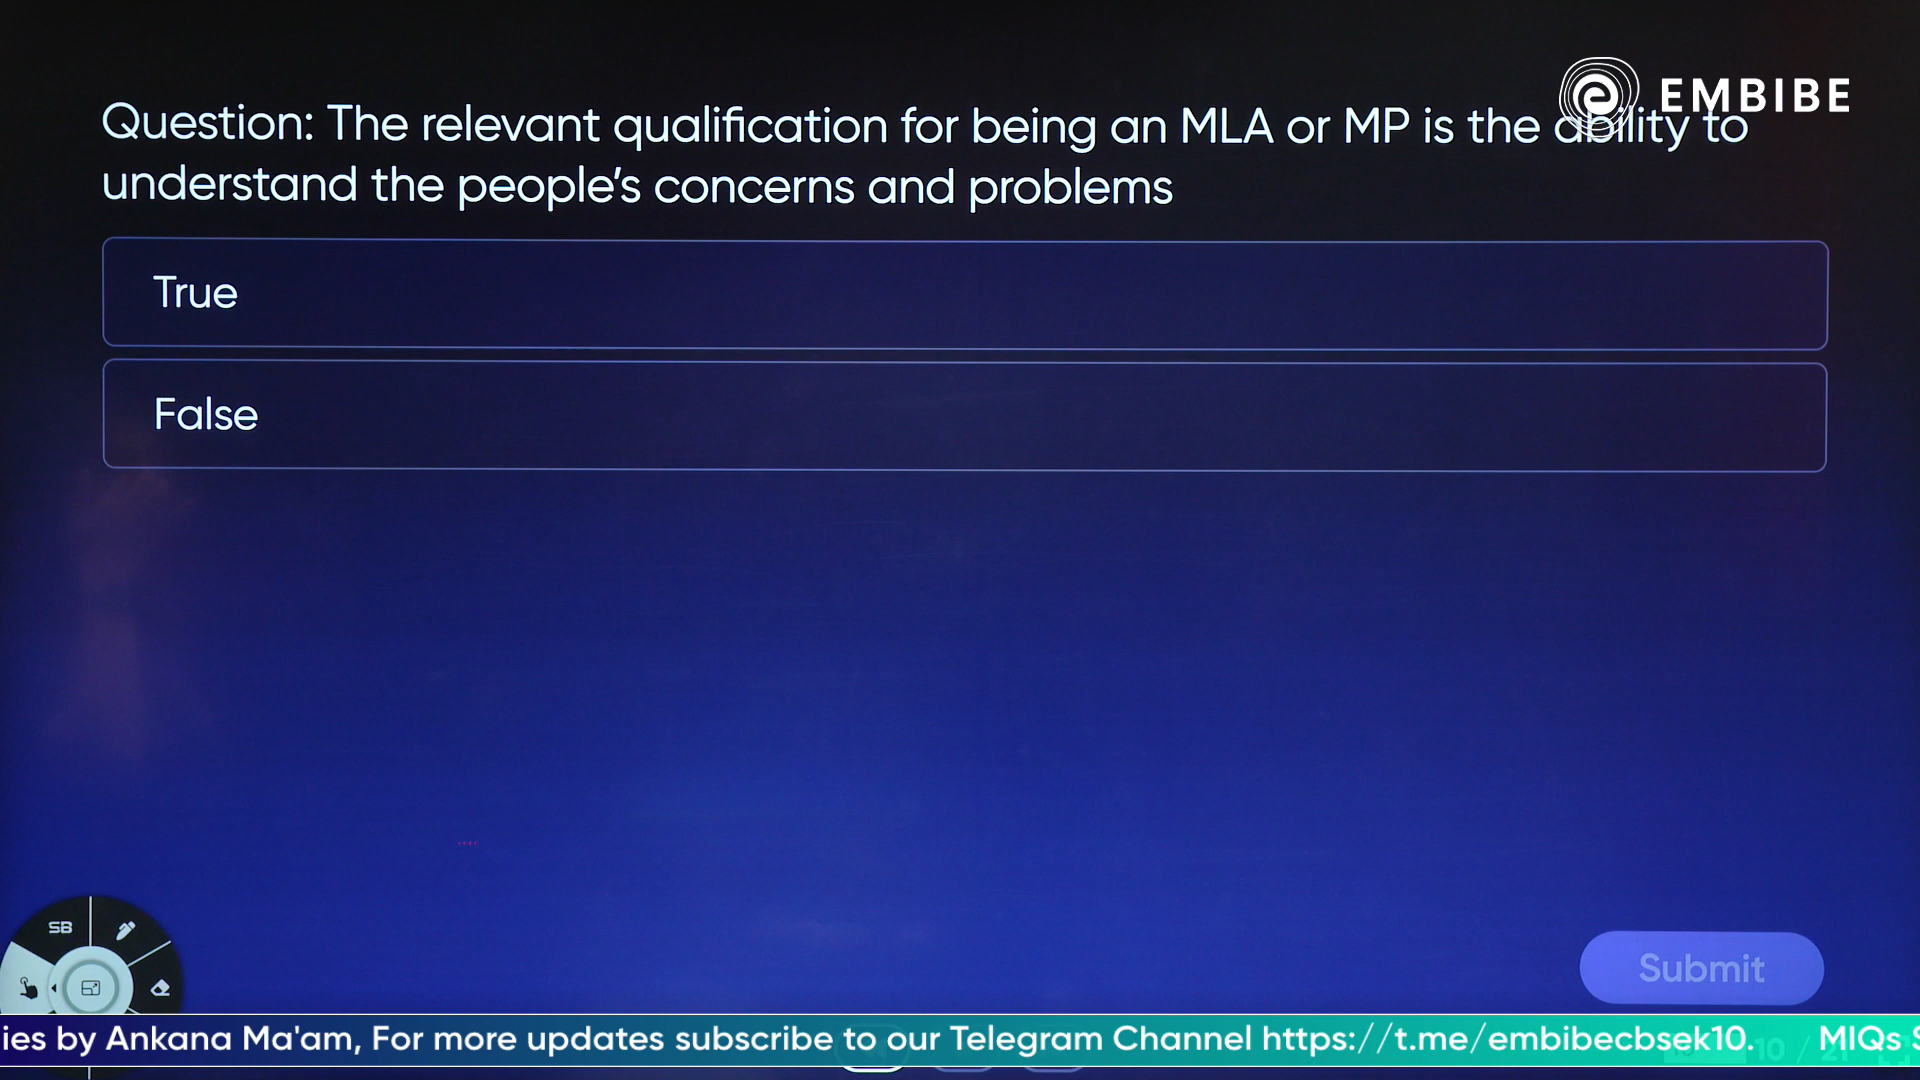 EMBIBE
Question: The relevant qualification for being an MLA or MP is the ability to
understand the people's concerns and problems
True
False
SB
Submit
ies by Ankana Ma'am, For more updates subscribe to our Telegram Channel https://t.me/embibecbsek10. MIQs S
10 / 21